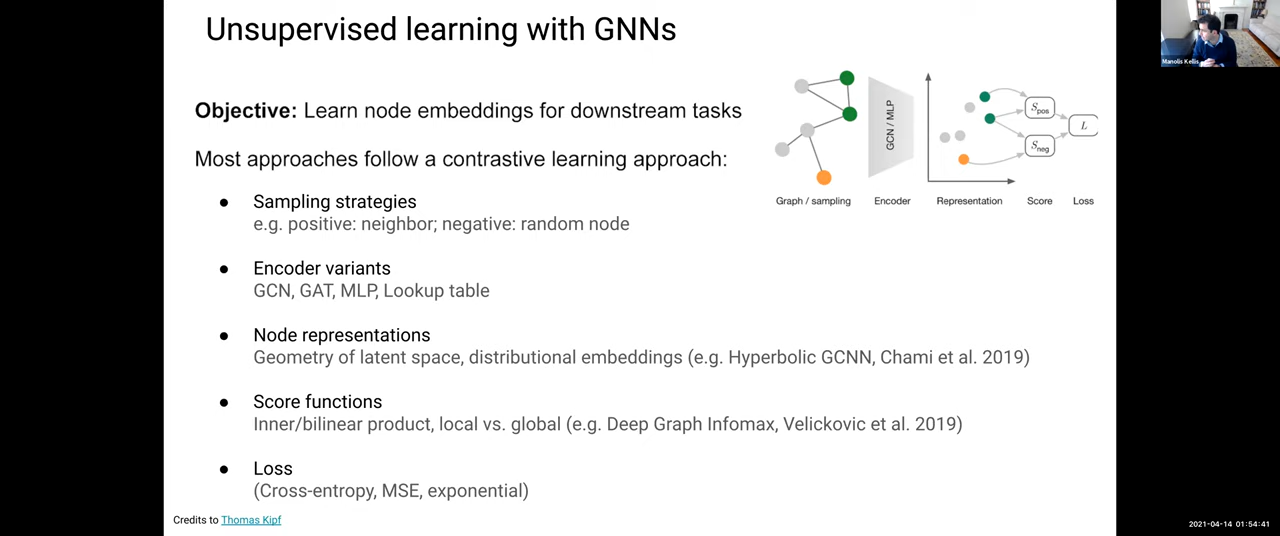 Unsupervised learning with GNNs
Manolis Kellis
Objective: Learn node embeddings for downstream tasks
GCN / MLP
Spos
Sneg
L
Graph / sampling Encoder Representation Score Loss
Most approaches follow a contrastive learning approach:
● Sampling strategies
e.g. positive: neighbor; negative: random node
● Encoder variants
GCN, GAT, MLP, Lookup table
● Node representations
Geometry of latent space, distributional embeddings (e.g. Hyperbolic GCNN, Chami et al. 2019)
● Score functions
Inner/bilinear product, local vs. global (e.g. Deep Graph Infomax, Velickovic et al. 2019)
● Loss
(Cross-entropy, MSE, exponential)
Credits to Thomas Kipf
2021-04-14 01:54:41